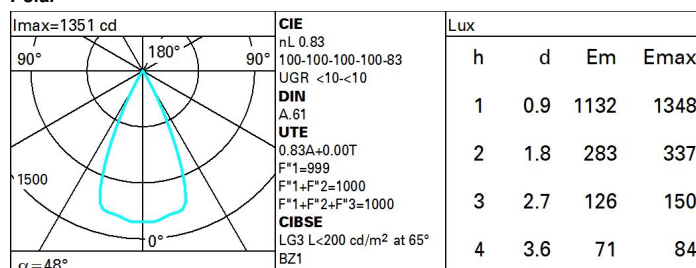 Imax=1351 cd
90° 180° 90°
1500
0°
α=48°
CIE
nL 0.83
100-100-100-100-83
UGR <10-<10
DIN
A.61
UTE
0.83A+0.00T
F"1=999
F"1+F"2=1000
F"1+F"2+F"3=1000
CIBSE
LG3 L<200 cd/m² at 65°
BZ1
Lux
h d Em Emax
1 0.9 1132 1348
2 1.8 283 337
3 2.7 126 150
4 3.6 71 84